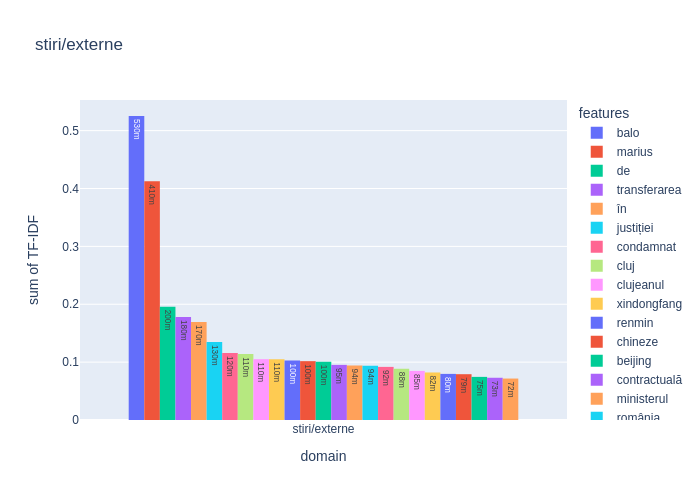 stiri/externe
features
balo
marius
de
transferarea
în
justiției
condamnat
cluj
clujeanul
xindongfang
renmin
chineze
beijing
contractuală
ministerul
românia
sum of TF-IDF
0.5
0.4
0.3
0.2
0.1
0
530m
410m
200m
180m
170m
130m
120m
110m
110m
110m
100m
100m
100m
95m
94m
94m
92m
88m
85m
82m
80m
79m
75m
73m
72m
stiri/externe
domain